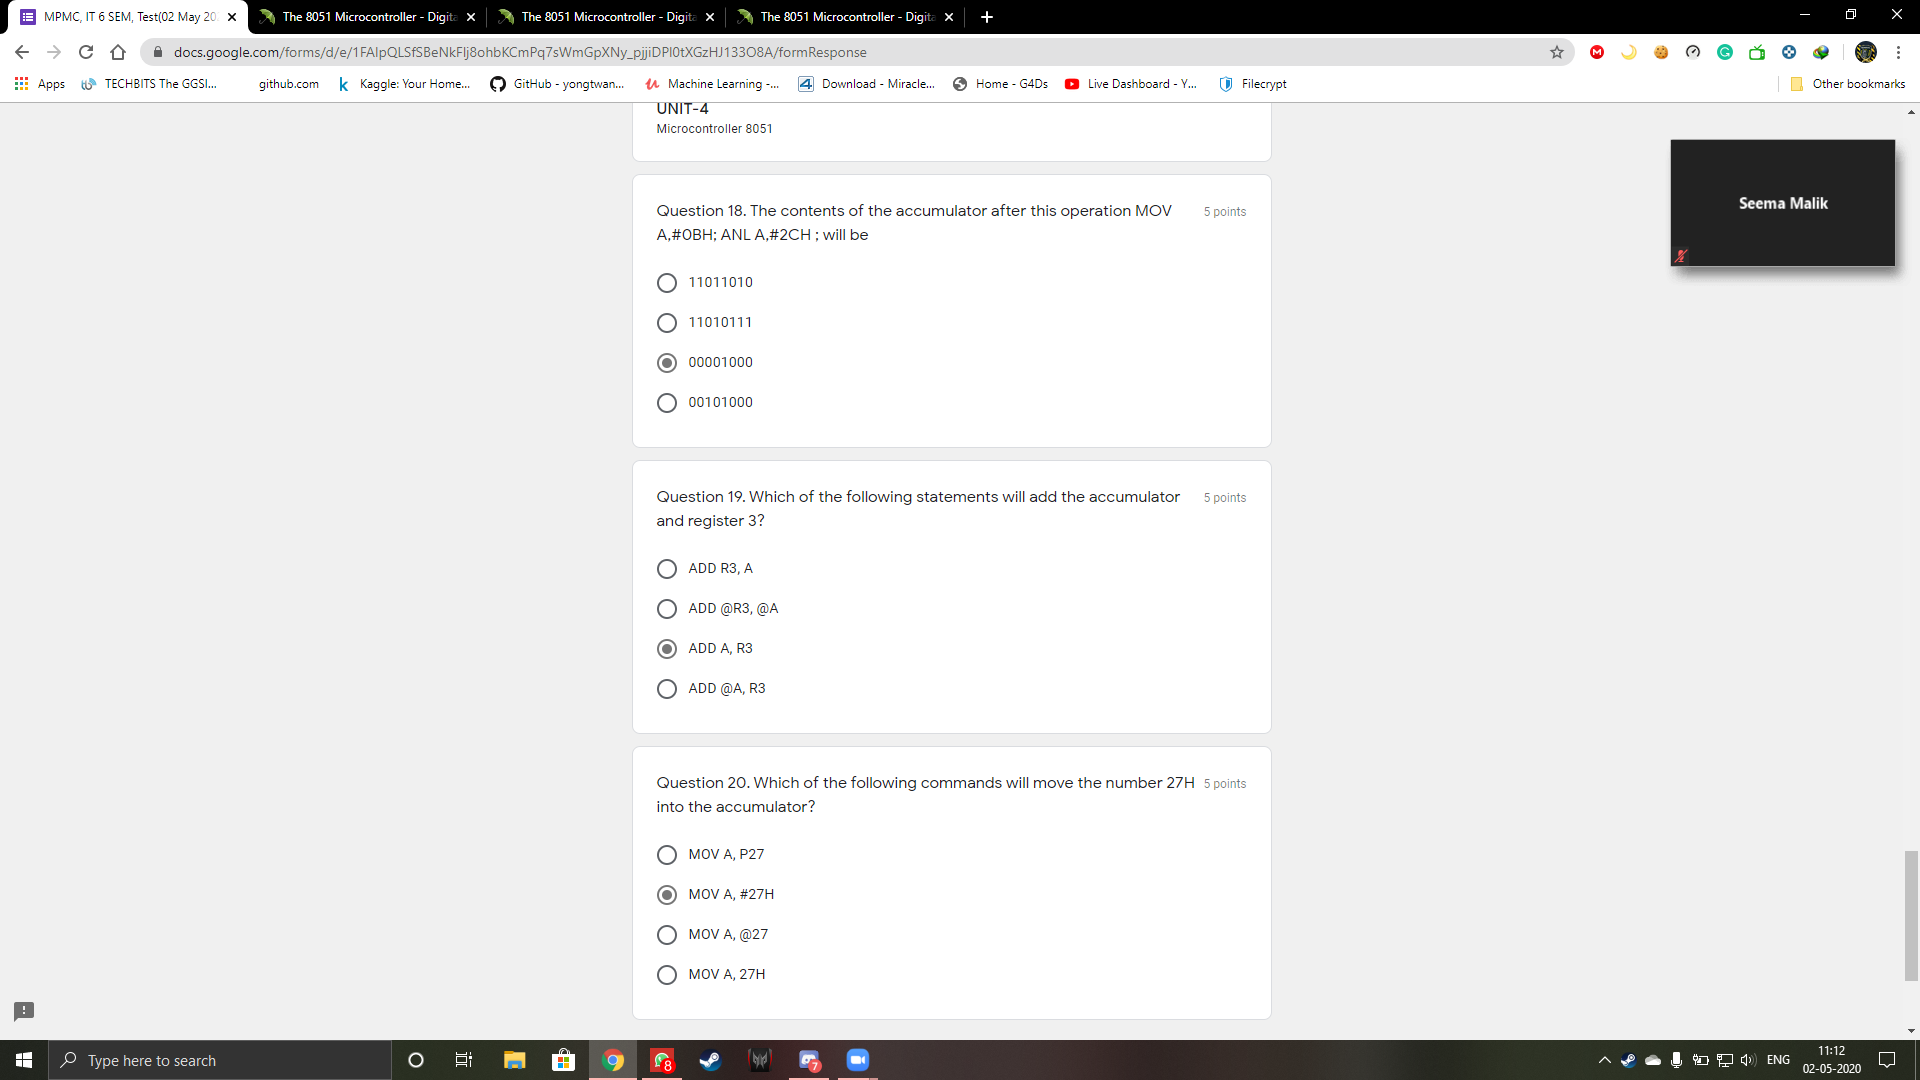 MPMC, IT 6 SEM, Test(02 May 20
The 8051 Microcontroller - Digita
The 8051 Microcontroller - Digita
The 8051 Microcontroller - Digita
docs.google.com/forms/d/e/1FAIpQLSfSBeNkFlj8ohbKCmPq7sWmGpXNy_pjjiDPI0tXGzHJ133O8A/formResponse
Apps
TECHBITS The GGSI...
github.com
Kaggle: Your Home...
GitHub - yongtwan...
Machine Learning -...
Download - Miracle...
Home - G4Ds
Live Dashboard - Y...
Filecrypt
Other bookmarks
UNIT-4
Microcontroller 8051
Seema Malik
Question 18. The contents of the accumulator after this operation MOV
A,#0BH; ANL A,#2CH ; will be
5 points
11011010
11010111
00001000
00101000
Question 19. Which of the following statements will add the accumulator
and register 3?
5 points
ADD R3, A
ADD @R3, @A
ADD A, R3
ADD @A, R3
Question 20. Which of the following commands will move the number 27H
into the accumulator?
5 points
MOV A, P27
MOV A, #27H
MOV A, @27
MOV A, 27H
Type here to search
8
7
ENG
11:12
02-05-2020